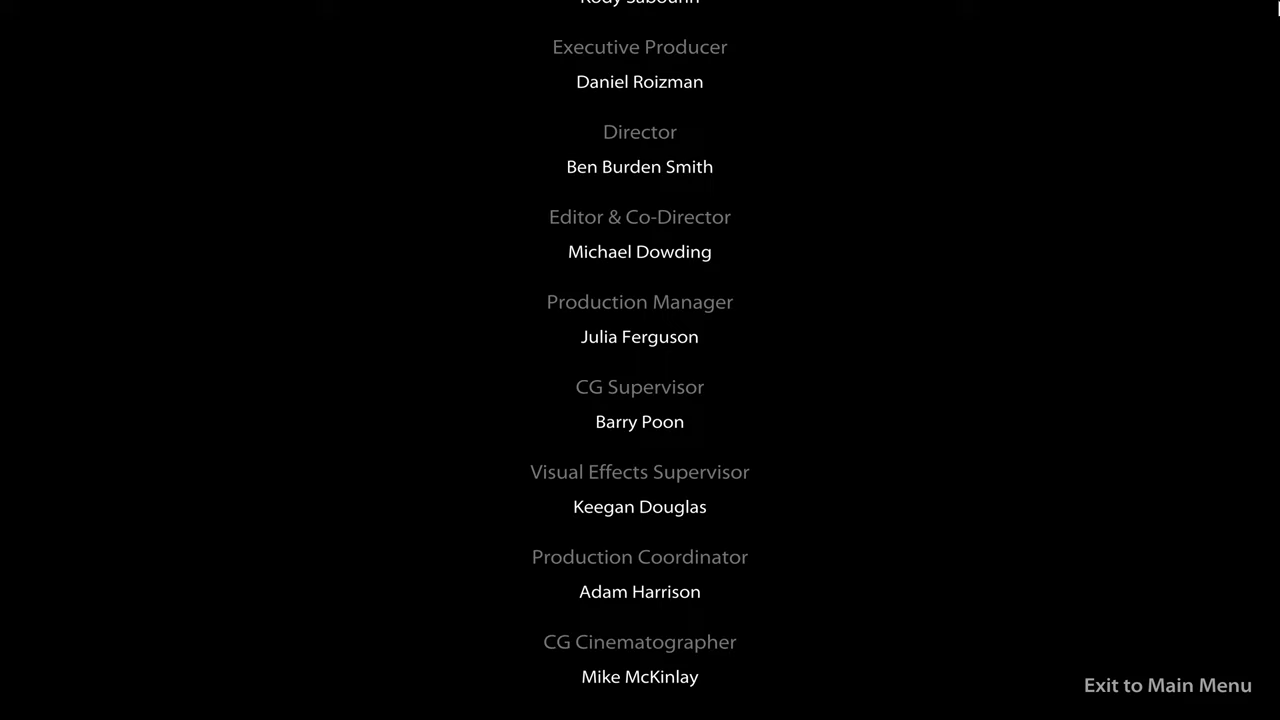 Executive Producer
Daniel Roizman
Director
Ben Burden Smith
Editor & Co-Director
Michael Dowding
Production Manager
Julia Ferguson
CG Supervisor
Barry Poon
Visual Effects Supervisor
Keegan Douglas
Production Coordinator
Adam Harrison
CG Cinematographer
Mike McKinlay
Exit to Main Menu